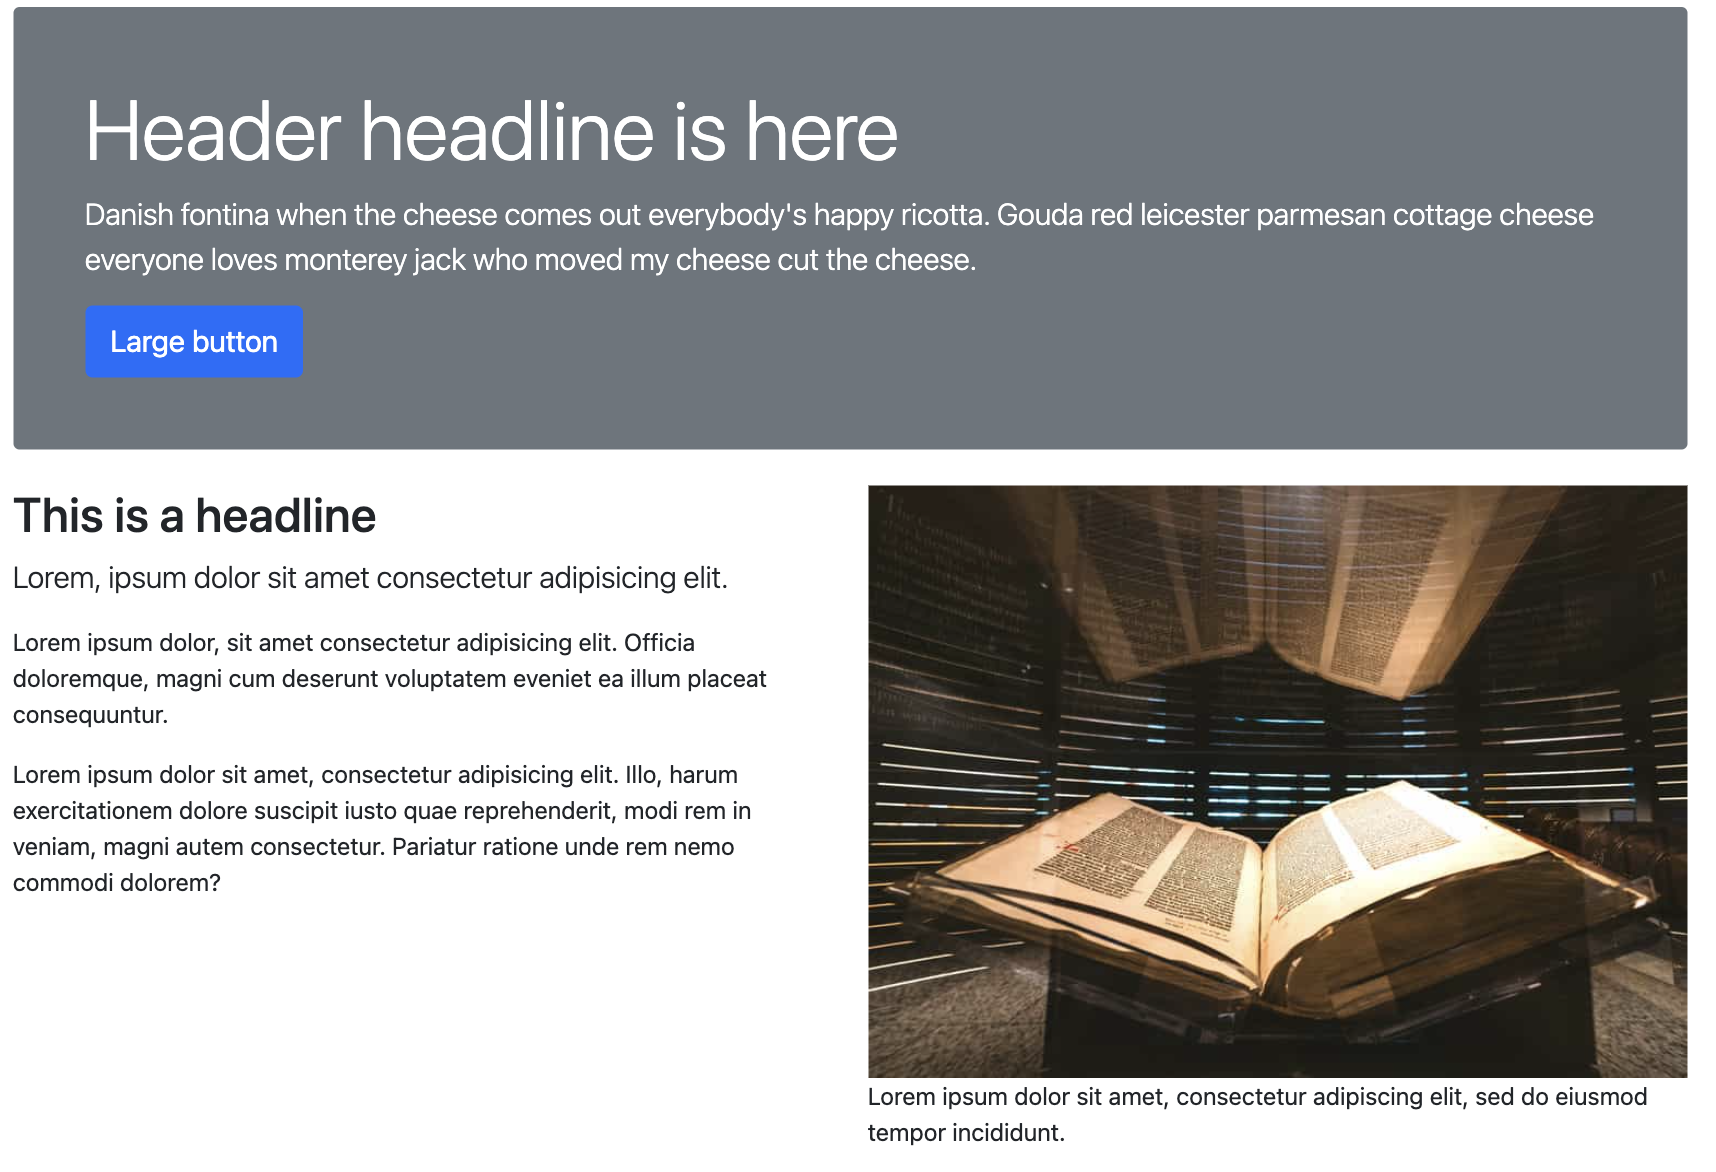 Header headline is here
Danish fontina when the cheese comes out everybody's happy ricotta. Gouda red leicester parmesan cottage cheese
everyone loves monterey jack who moved my cheese cut the cheese.
Large button
This is a headline
Lorem, ipsum dolor sit amet consectetur adipisicing elit.
Lorem ipsum dolor, sit amet consectetur adipisicing elit. Officia
doloremque, magni cum deserunt voluptatem eveniet ea illum placeat
consequuntur.
Lorem ipsum dolor sit amet, consectetur adipisicing elit. Illo, harum
exercitationem dolore suscipit iusto quae reprehenderit, modi rem in
veniam, magni autem consectetur. Pariatur ratione unde rem nemo
commodi dolorem?
Lorem ipsum dolor sit amet, consectetur adipiscing elit, sed do eiusmod
tempor incididunt.